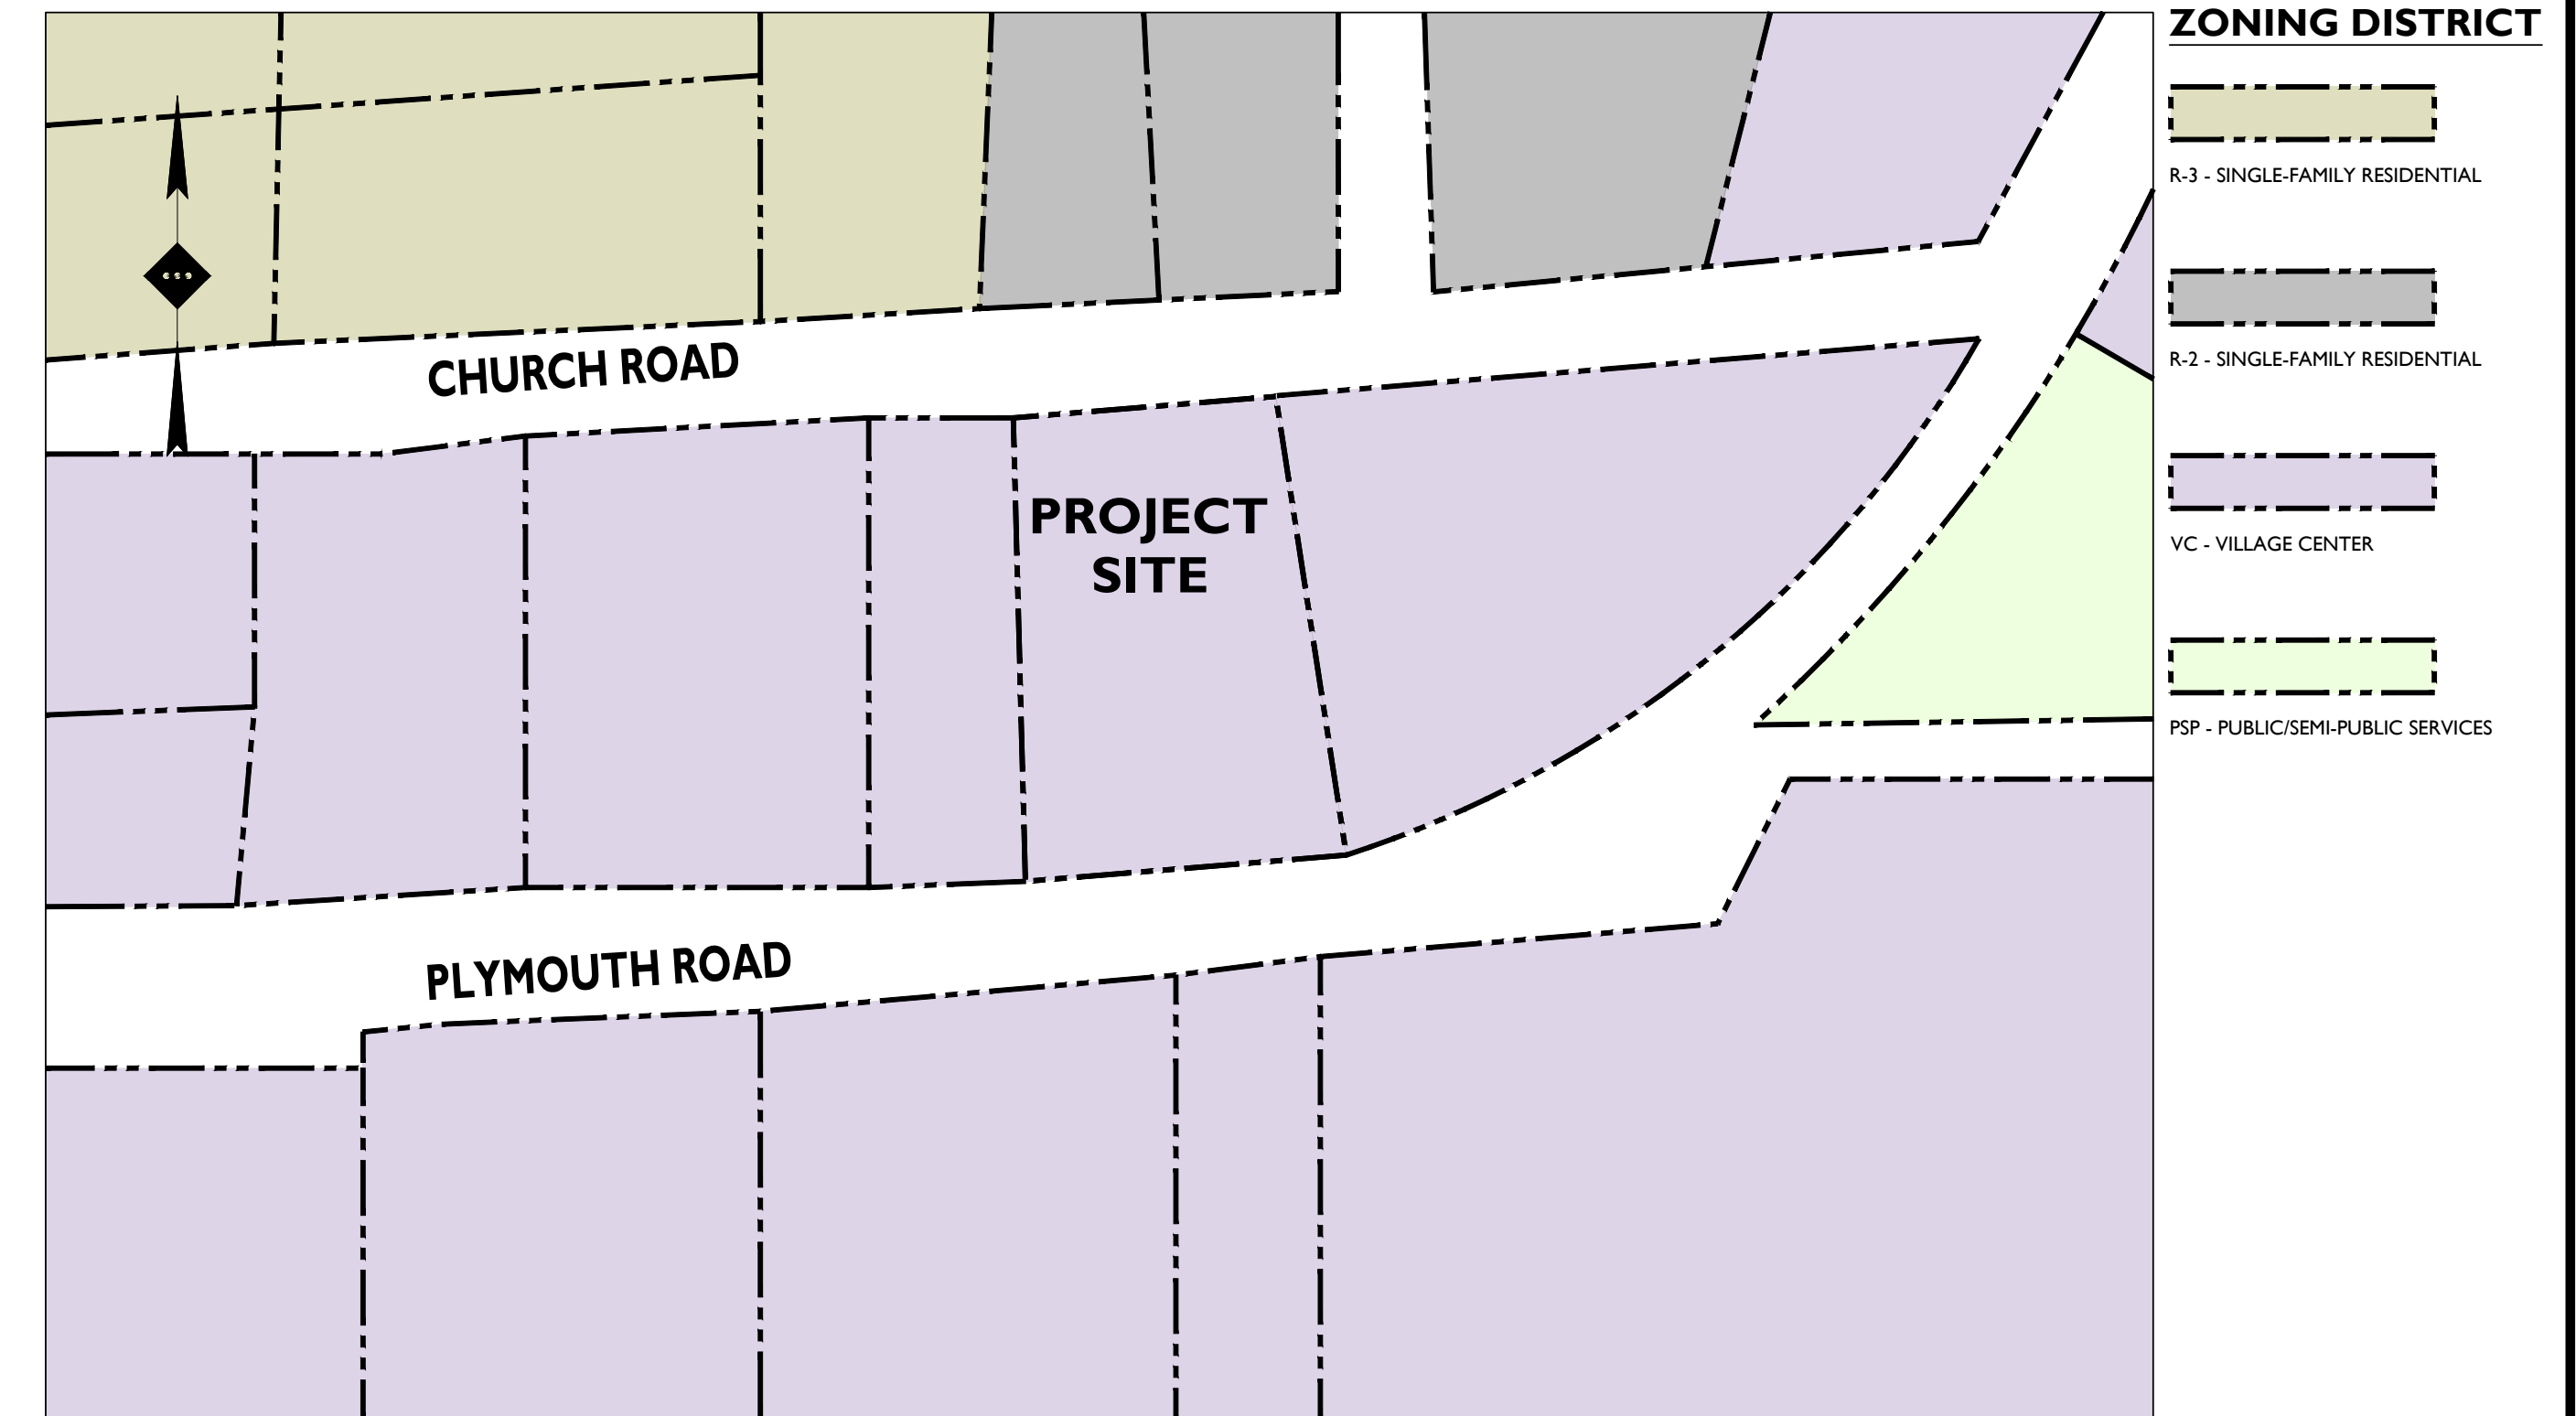 ZONING DISTRICT
R-3 - SINGLE-FAMILY RESIDENTIAL
R-2 - SINGLE-FAMILY RESIDENTIAL
CHURCH ROAD
PROJECT
SITE
VC - VILLAGE CENTER
PSP - PUBLIC/SEMI-PUBLIC SERVICES
PLYMOUTH ROAD